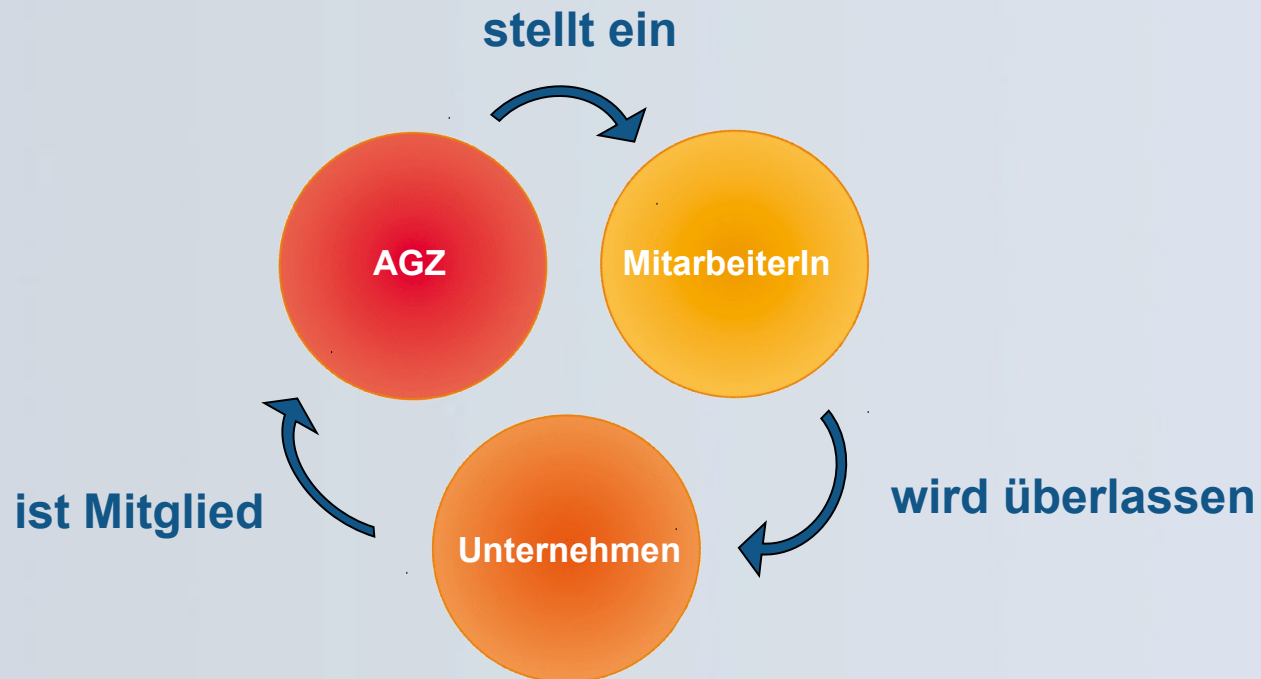 stellt ein
AGZ
MitarbeiterIn
ist Mitglied
wird überlassen
Unternehmen